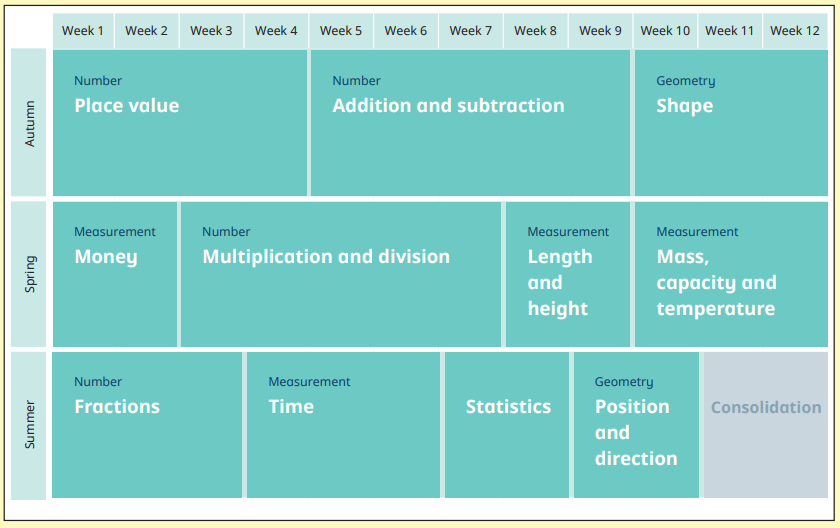 Week 1 Week 2 Week 3 Week 4 Week 5 Week 6 Week 7 Week 8 Week 9 Week 10 Week 11 Week 12
Autumn
Number
Place value
Number
Addition and subtraction
Geometry
Shape
Spring
Measurement
Money
Number
Multiplication and division
Measurement
Length
and
height
Measurement
Mass,
capacity and
temperature
Summer
Number
Fractions
Measurement
Time
Statistics
Geometry
Position
and
direction
Consolidation